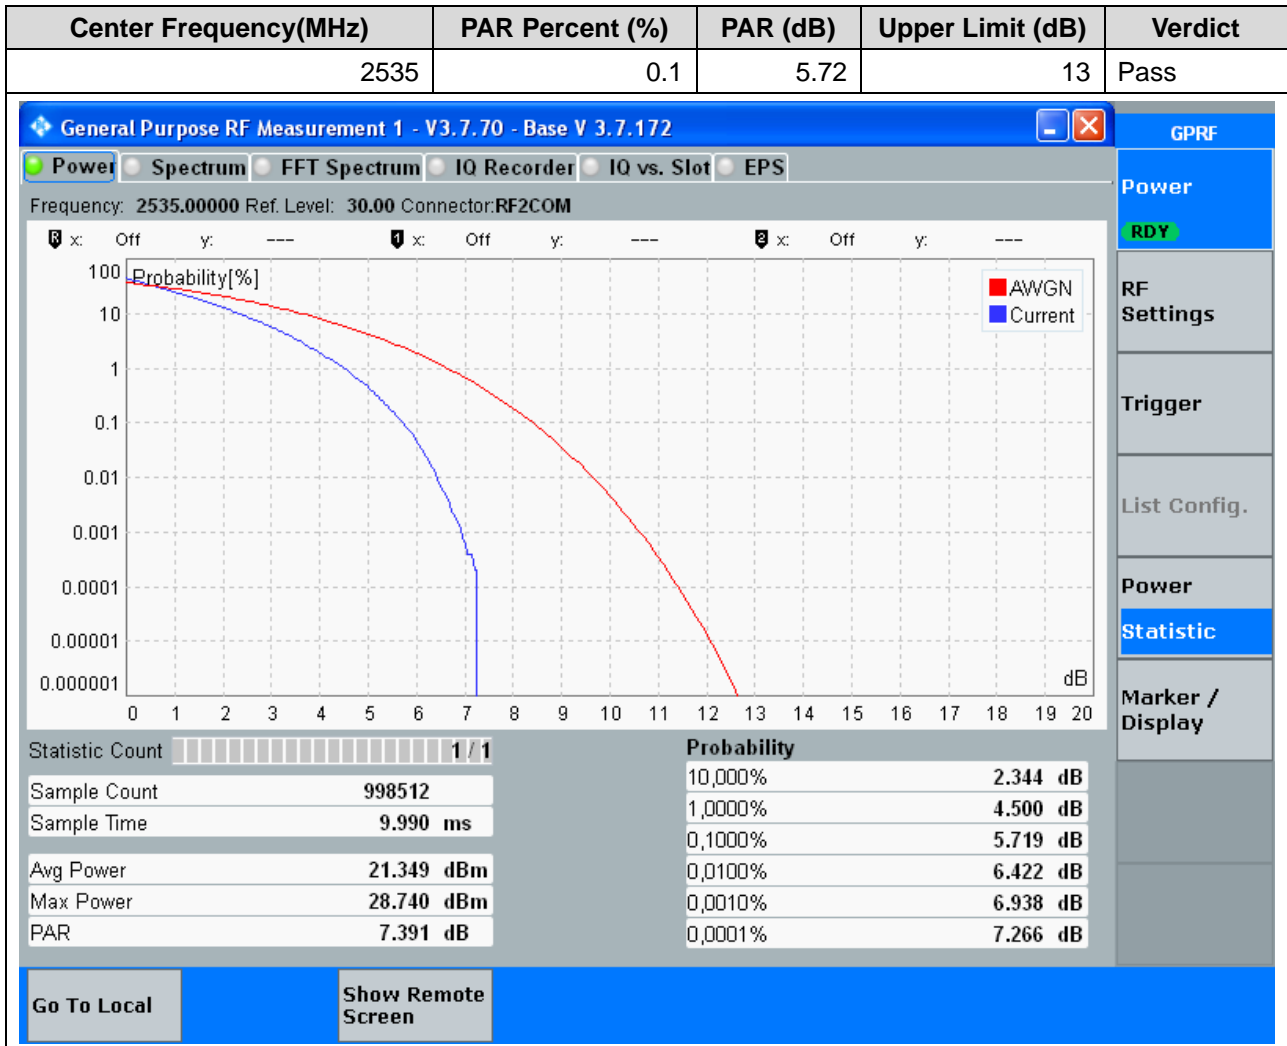 Center Frequency(MHz) PAR Percent (%) PAR (dB) Upper Limit (dB) Verdict
2535 0.1 5.72 13 Pass
General Purpose RF Measurement 1 - V3.7.70 - Base V 3.7.172
GPRF
Power Spectrum FFT Spectrum IQ Recorder IQ vs. Slot EPS
Frequency: 2535.00000 Ref. Level: 30.00 Connector:RF2COM
R x: Off y: --- 1 x: Off y: --- 2 x: Off y: ---
Probability[%]
100
10
1
0.1
0.01
0.001
0.0001
0.00001
0.000001
AWGN
Current
dB
0 1 2 3 4 5 6 7 8 9 10 11 12 13 14 15 16 17 18 19 20
Statistic Count 1 / 1
Sample Count 998512
Sample Time 9.990 ms
Avg Power 21.349 dBm
Max Power 28.740 dBm
PAR 7.391 dB
Probability
10,000% 2.344 dB
1,0000% 4.500 dB
0,1000% 5.719 dB
0,0100% 6.422 dB
0,0010% 6.938 dB
0,0001% 7.266 dB
Power
RDY
RF
Settings
Trigger
List Config.
Power
Statistic
Marker /
Display
Go To Local
Show Remote
Screen